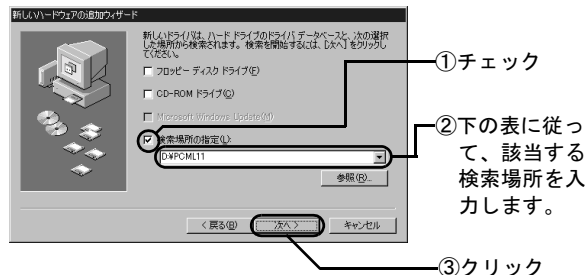 新しいハードウェアの追加ウィザード
新しいドライバは、ハード ドライブのドライバ データベースと、次の選択
した場所から検索されます。検索を開始するには、[次へ] をクリックし
てください。
フロッピー ディスク ドライブ(F)
CD-ROM ドライブ(C)
Microsoft Windows Update(M)
検索場所の指定(L):
D:¥PCML11
参照(R)...
< 戻る(B)
次へ >
キャンセル
①チェック
②下の表に従っ
て、該当する
検索場所を入
力します。
③クリック